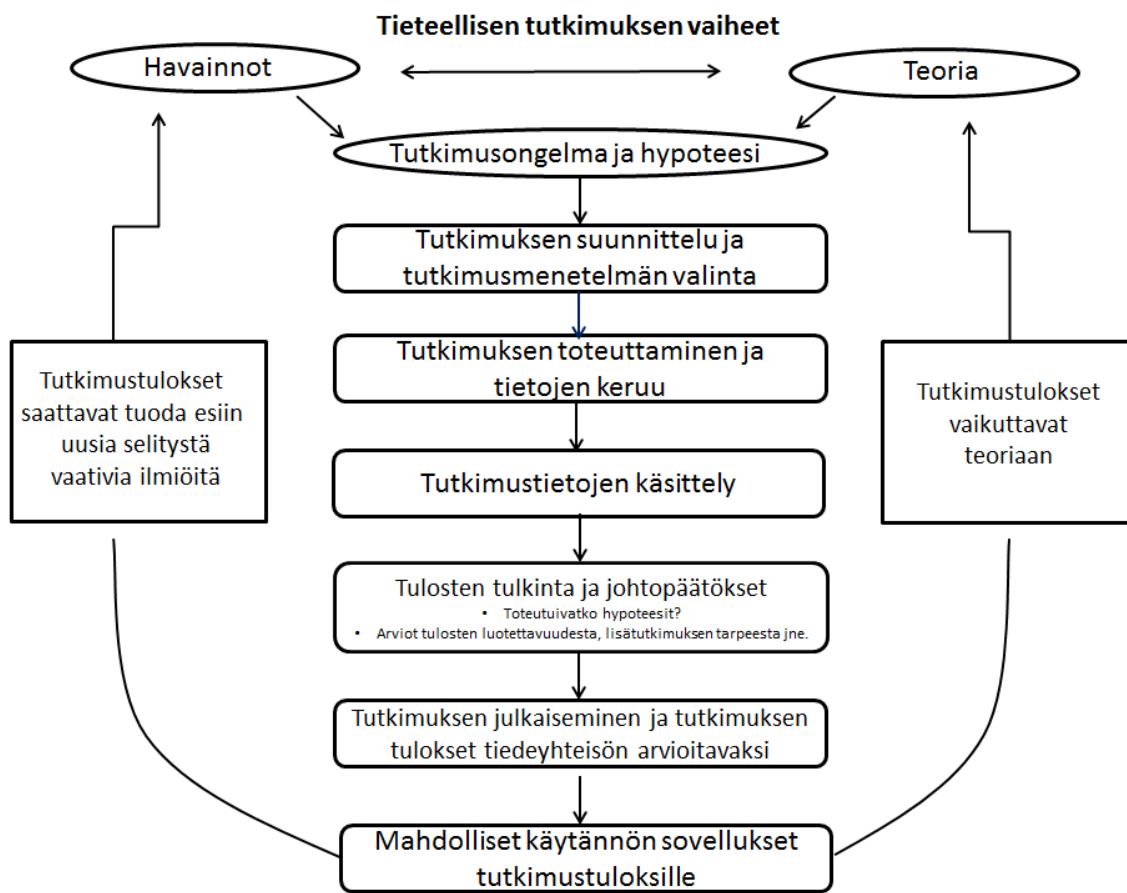 Tieteellisen tutkimuksen vaiheet
Havainnot
Teoria
Tutkimusongelma ja hypoteesi
Tutkimuksen suunnittelu ja
tutkimusmenetelmän valinta
Tutkimuksen toteuttaminen ja
tietojen keruu
Tutkimustulokset
saattavat tuoda esiin
uusia selitystä
vaativia ilmiöitä
Tutkimustulokset
vaikuttavat
teoriaan
Tutkimustietojen käsittely
Tulosten tulkinta ja johtopäätökset
• Toteutuivatko hypoteesit?
• Arviot tulosten luotettavuudesta, lisätutkimuksen tarpeesta jne.
Tutkimuksen julkaiseminen ja tutkimuksen
tulokset tiedeyhteisön arvioitavaksi
Mahdolliset käytännön sovellukset
tutkimustuloksille